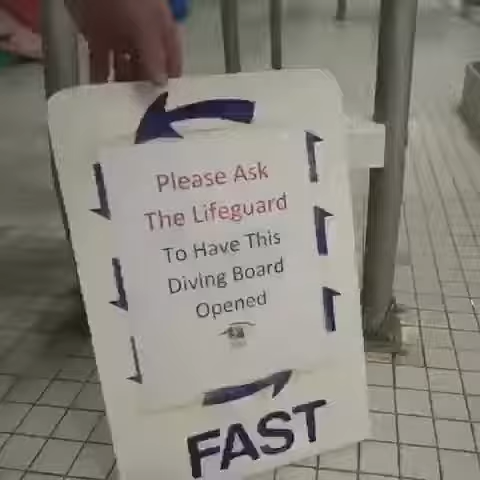 Please Ask
The Lifeguard
To Have This
Diving Board
Opened
FAST